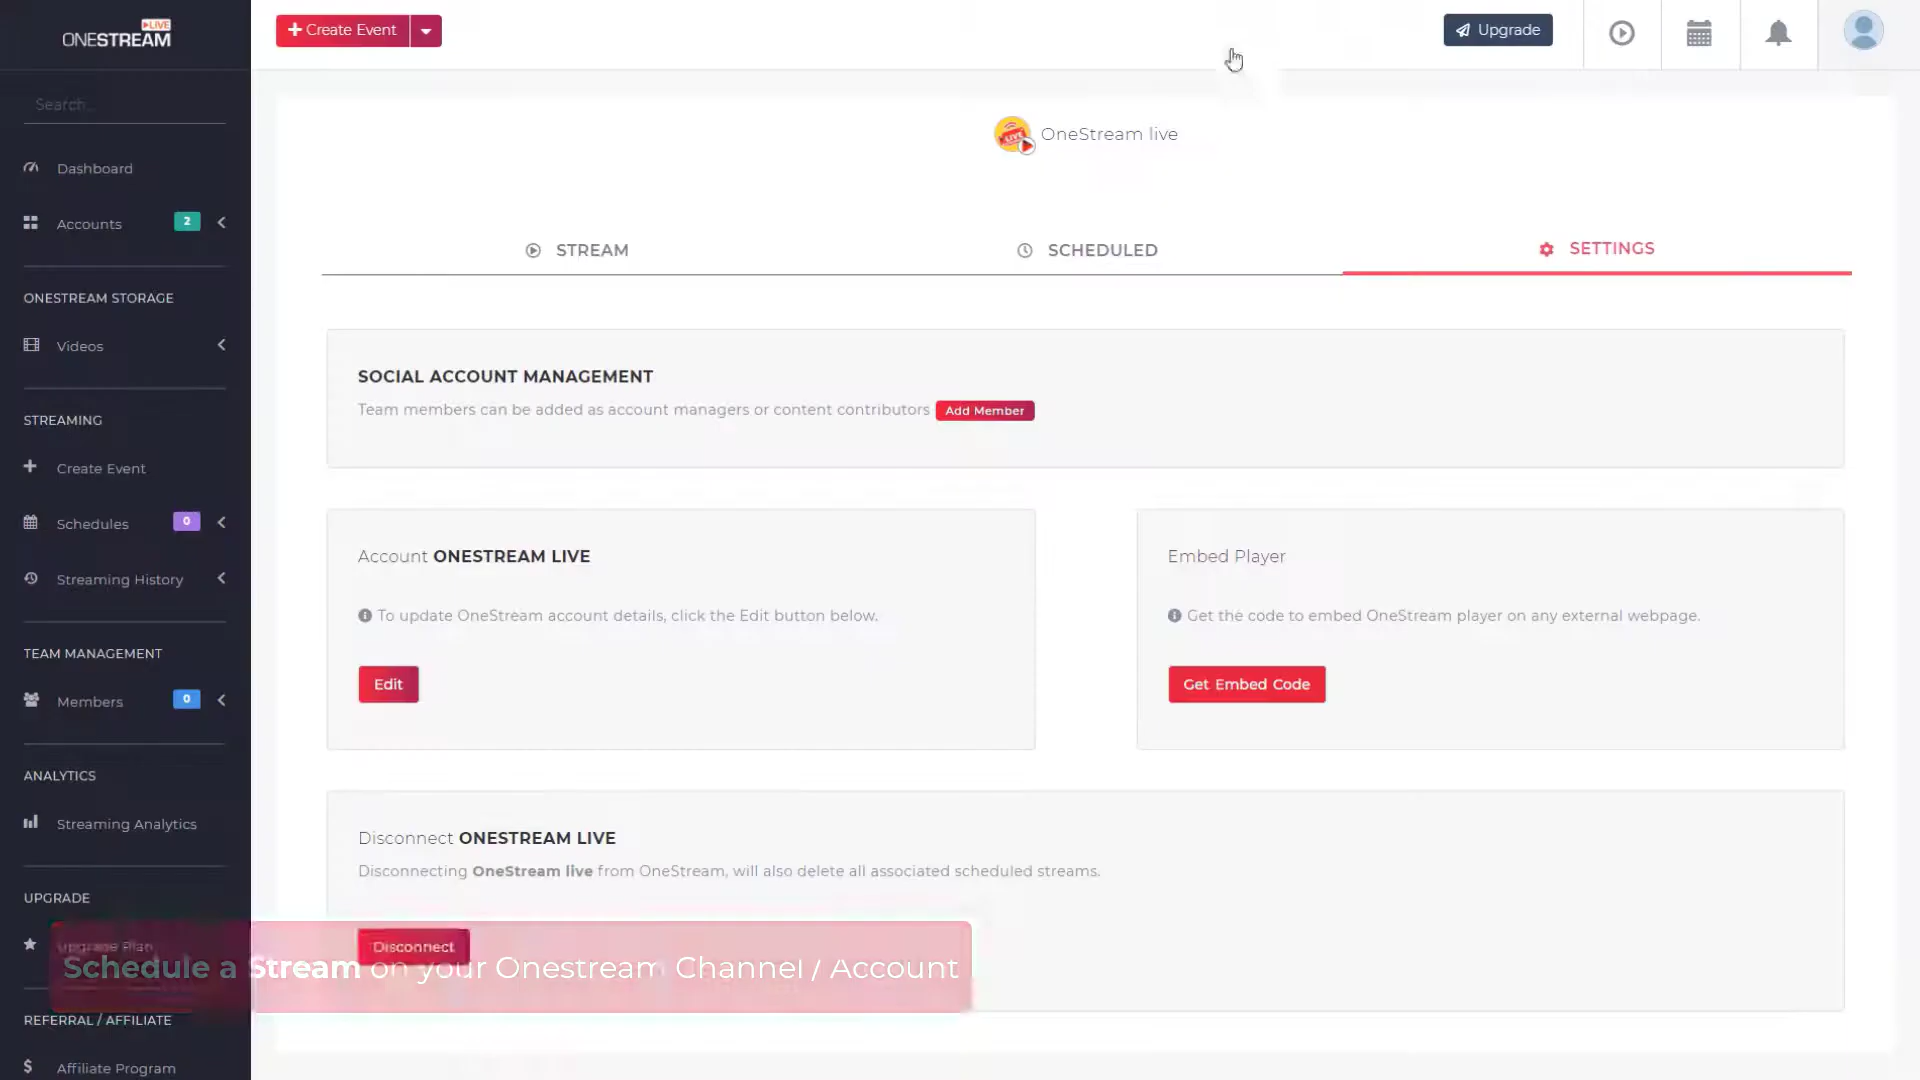 LIVE
ONESTREAM
Create Event
Upgrade
Search...
Dashboard
Accounts 2
ONESTREAM STORAGE
Videos
STREAMING
Create Event
Schedules 0
Streaming History
TEAM MANAGEMENT
Members 0
ANALYTICS
Streaming Analytics
UPGRADE
Upgrade Plan
REFERRAL / AFFILIATE
Affiliate Program
OneStream live
STREAM
SCHEDULED
SETTINGS
SOCIAL ACCOUNT MANAGEMENT
Team members can be added as account managers or content contributors Add Member
Account ONESTREAM LIVE
To update OneStream account details, click the Edit button below.
Edit
Embed Player
Get the code to embed OneStream player on any external webpage.
Get Embed Code
Disconnect ONESTREAM LIVE
Disconnecting OneStream live from OneStream, will also delete all associated scheduled streams.
Disconnect
Schedule a Stream on your Onestream Channel / Account